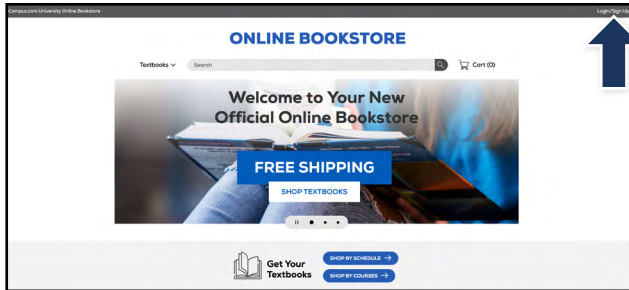 Campus.com University Online Bookstore
Login/Sign Up
ONLINE BOOKSTORE
Textbooks
Search
Cart (0)
Welcome to Your New
Official Online Bookstore
FREE SHIPPING
SHOP TEXTBOOKS
Get Your
Textbooks
SHOP BY SCHEDULE →
SHOP BY COURSES →